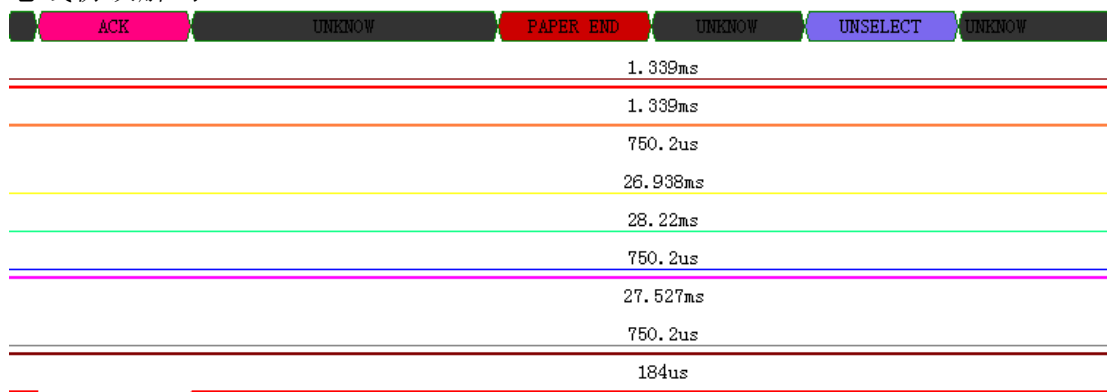 ACK UNKNOW PAPER END UNKNOW UNSELECT UNKNOW
1.339ms
1.339ms
750.2us
26.938ms
28.22ms
750.2us
27.527ms
750.2us
184us